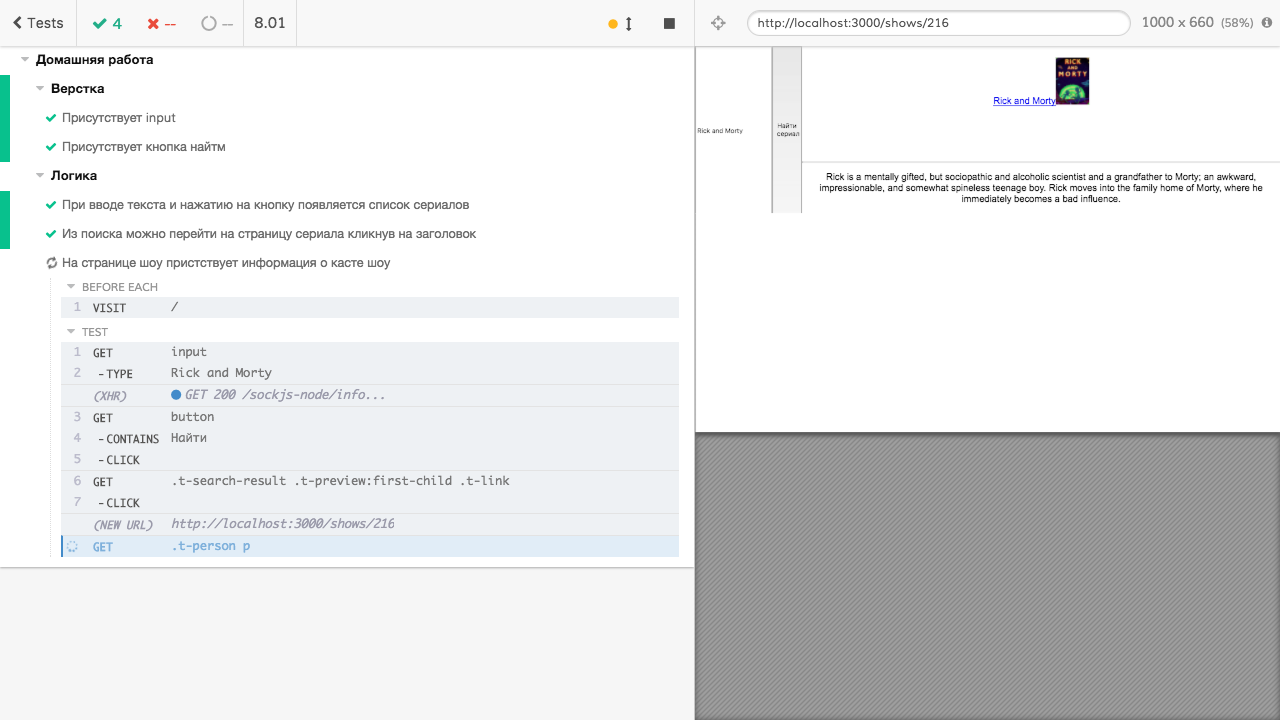 Tests
4
--
--
8.01
http://localhost:3000/shows/216
1000 x 660 (58%)
Домашняя работа
Верстка
Присутствует input
Присутствует кнопка найтм
Логика
При вводе текста и нажатию на кнопку появляется список сериалов
Из поиска можно перейти на страницу сериала кликнув на заголовок
На странице шоу пристствует информация о касте шоу
BEFORE EACH
1 VISIT /
TEST
1 GET input
2 -TYPE Rick and Morty
(XHR) GET 200 /sockjs-node/info...
3 GET button
4 -CONTAINS Найти
5 -CLICK
6 GET .t-search-result .t-preview:first-child .t-link
7 -CLICK
(NEW URL) http://localhost:3000/shows/216
GET .t-person p
Rick and Morty
Найти
сериал
RICK
AND
MORTY
Rick and Morty
Rick is a mentally gifted, but sociopathic and alcoholic scientist and a grandfather to Morty; an awkward,
impressionable, and somewhat spineless teenage boy. Rick moves into the family home of Morty, where he
immediately becomes a bad influence.